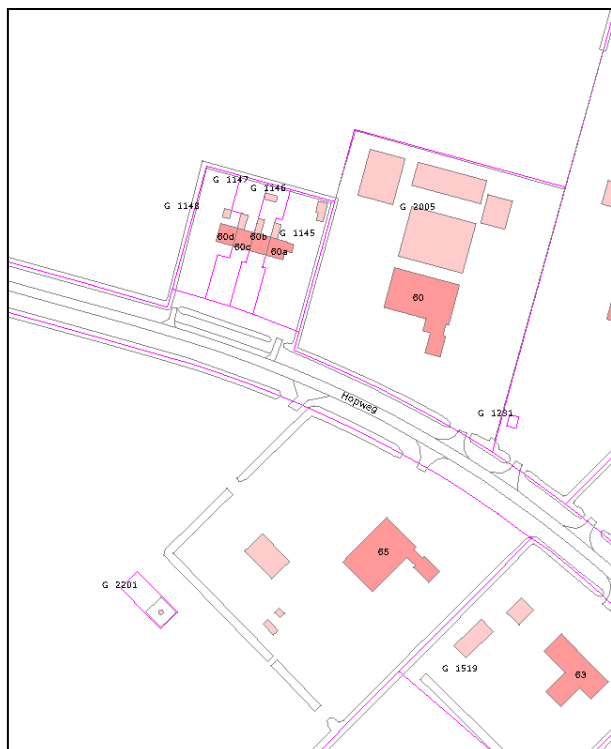 G 1147
G 1146
G 1148
G 2005
G 1145
60d
60b
60c
60a
60
Hopweg
G 1231
65
G 2201
G 1519
63